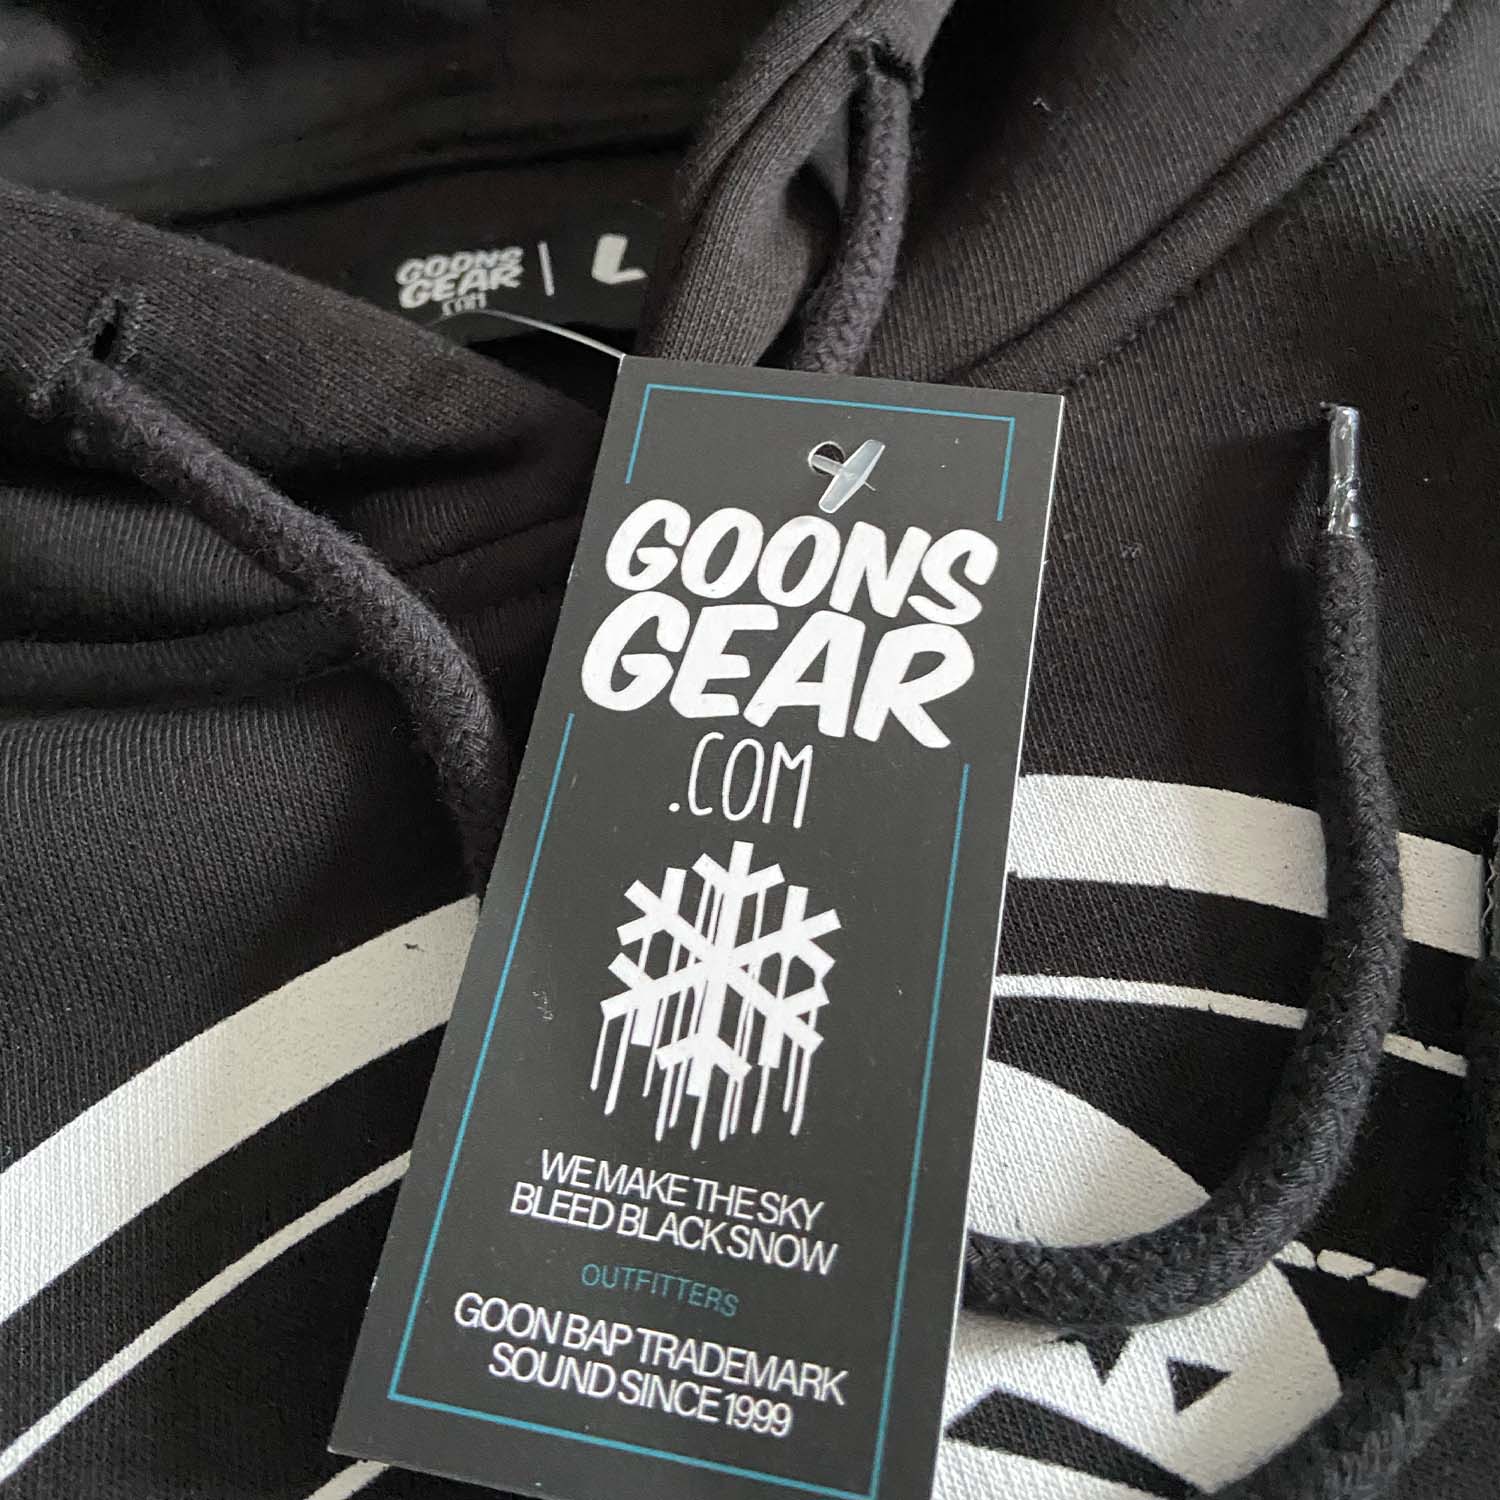 GOONS
GEAR
.COM
L
GOONS
GEAR
.COM
WE MAKE THE SKY
BLEED BLACK SNOW
OUTFITTERS
GOON BAP TRADEMARK
SOUND SINCE 1999